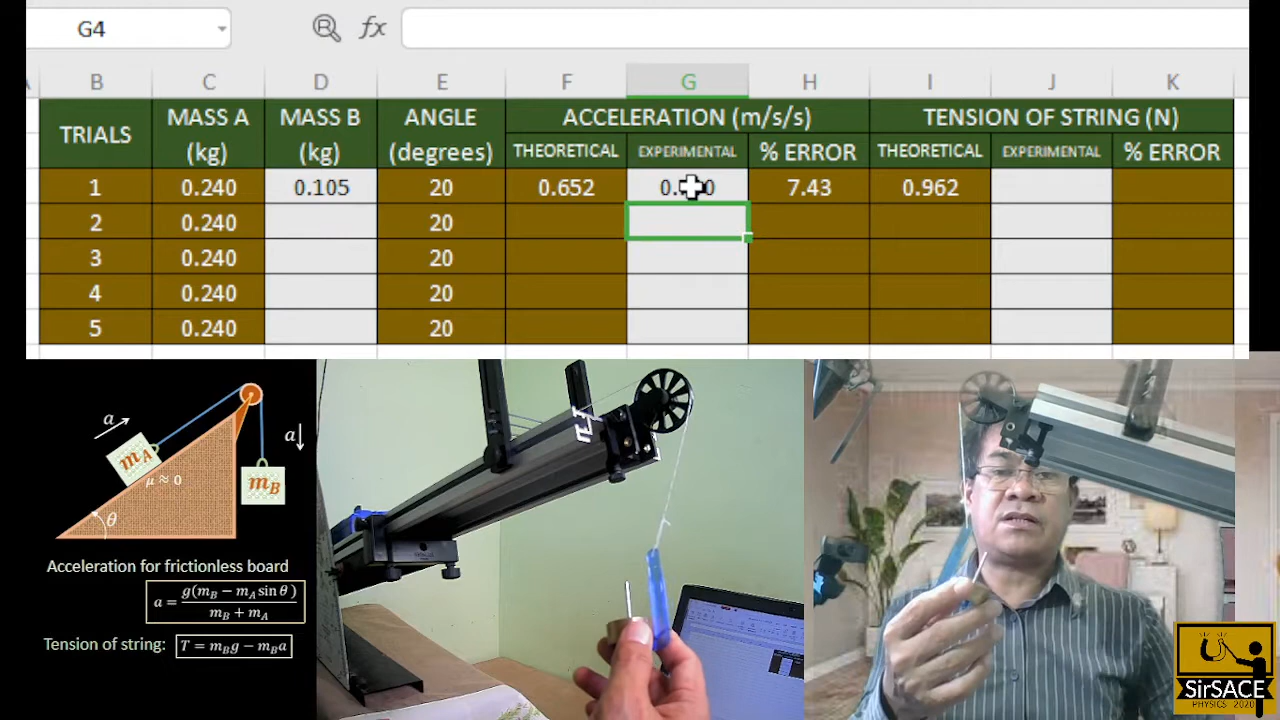 G4
fx
B C D E F G H I J K
TRIALS MASS A (kg) MASS B (kg) ANGLE (degrees) ACCELERATION (m/s/s) TENSION OF STRING (N)
THEORETICAL EXPERIMENTAL % ERROR THEORETICAL EXPERIMENTAL % ERROR
1 0.240 0.105 20 0.652 7.43 0.962
2 0.240 20
3 0.240 20
4 0.240 20
5 0.240 20
a
a
mA
mB
μ ≈ 0
θ
Acceleration for frictionless board
a = g(mB − mA sin θ) / mB + mA
Tension of string: T = mBg − mBa
SirSACE
PHYSICS 2020